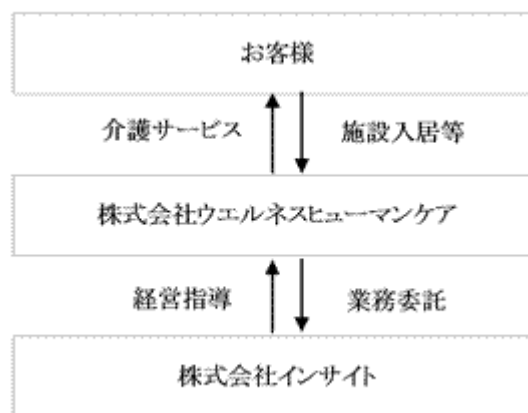 お客様
介護サービス 施設入居等
株式会社ウエルネスヒューマンケア
経営指導 業務委託
株式会社インサイト